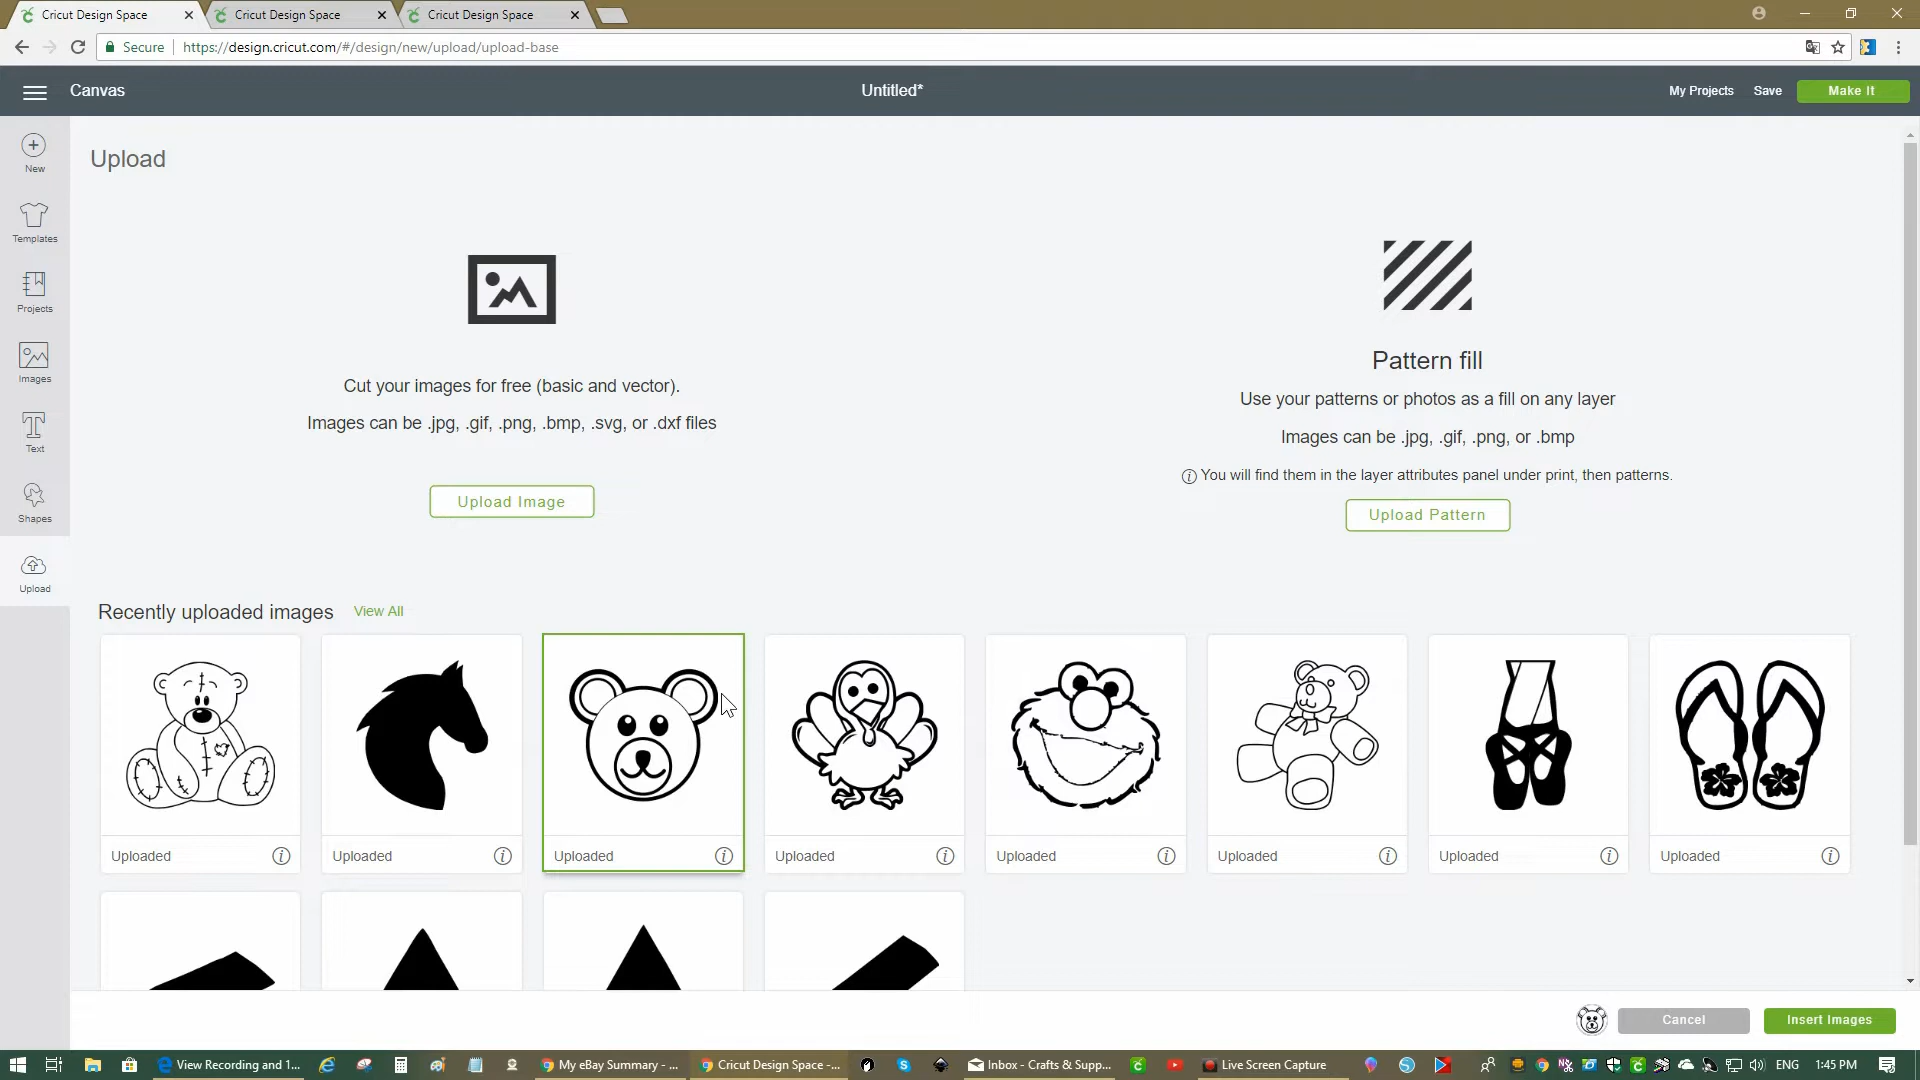 Cricut Design Space
Cricut Design Space
Cricut Design Space
Secure
https://design.cricut.com/#/design/new/upload/upload-base
Canvas
Untitled*
My Projects
Save
Make It
New
Templates
Projects
Images
Text
Shapes
Upload
Upload
Cut your images for free (basic and vector).
Images can be .jpg, .gif, .png, .bmp, .svg, or .dxf files
Upload Image
Pattern fill
Use your patterns or photos as a fill on any layer
Images can be .jpg, .gif, .png, or .bmp
You will find them in the layer attributes panel under print, then patterns.
Upload Pattern
Recently uploaded images
View All
Uploaded
Uploaded
Uploaded
Uploaded
Uploaded
Uploaded
Uploaded
Uploaded
Cancel
Insert Images
View Recording and 1...
My eBay Summary - ...
Cricut Design Space -...
Inbox - Crafts & Supp...
Live Screen Capture
ENG
1:45 PM